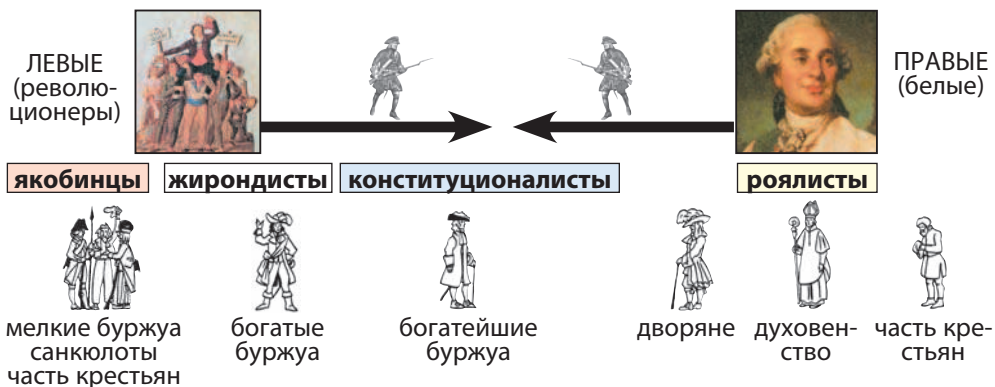 ЛЕВЫЕ
(револю-
ционеры)
ПРАВЫЕ
(белые)
якобинцы
жирондисты
конституционалисты
роялисты
мелкие буржуа
санкюлоты
часть крестьян
богатые
буржуа
богатейшие
буржуа
дворяне
духовен-
ство
часть кре-
стьян